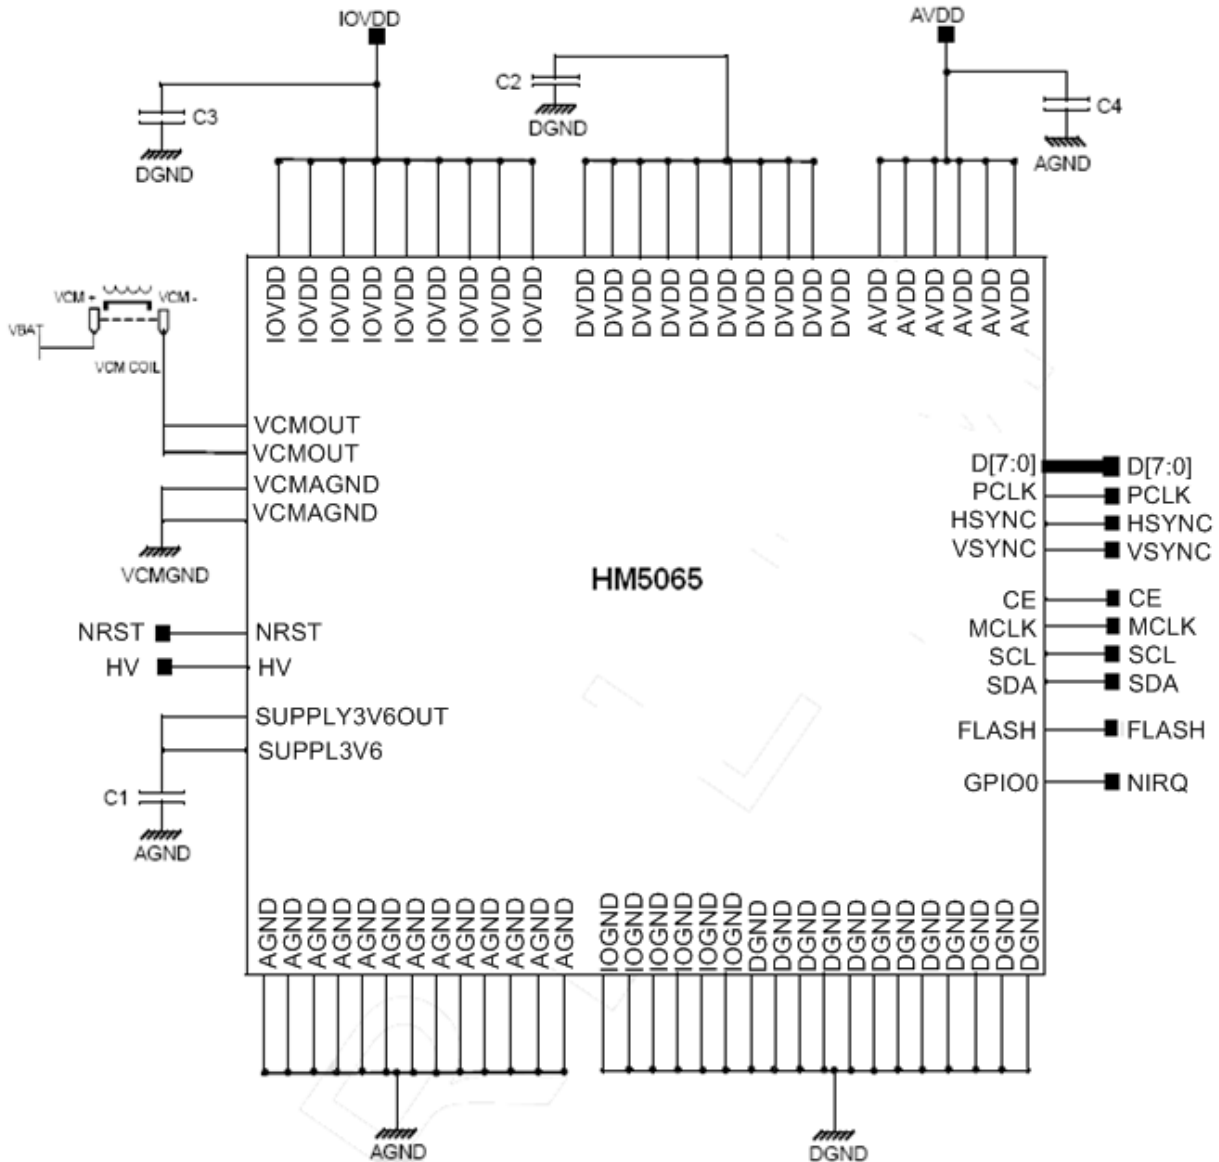 IOVDD
AVDD
C3
DGND
C2
DGND
C4
AGND
IOVDD IOVDD IOVDD IOVDD IOVDD IOVDD IOVDD IOVDD IOVDD
DVDD DVDD DVDD DVDD DVDD DVDD DVDD DVDD DVDD DVDD
AVDD AVDD AVDD AVDD AVDD AVDD
VCM +
VCM -
VBAT
VCM COIL
VCMOUT
VCMOUT
VCMAGND
VCMAGND
VCMGND
NRST NRST
HV HV
SUPPLY3V6OUT
SUPPL3V6
C1
AGND
HM5065
D[7:0] D[7:0]
PCLK PCLK
HSYNC HSYNC
VSYNC VSYNC
CE CE
MCLK MCLK
SCL SCL
SDA SDA
FLASH FLASH
GPIO0 NIRQ
AGND AGND AGND AGND AGND AGND AGND AGND AGND AGND AGND AGND AGND
IOGND IOGND IOGND IOGND IOGND IOGND DGND DGND DGND DGND DGND DGND DGND DGND DGND DGND DGND DGND
AGND
DGND